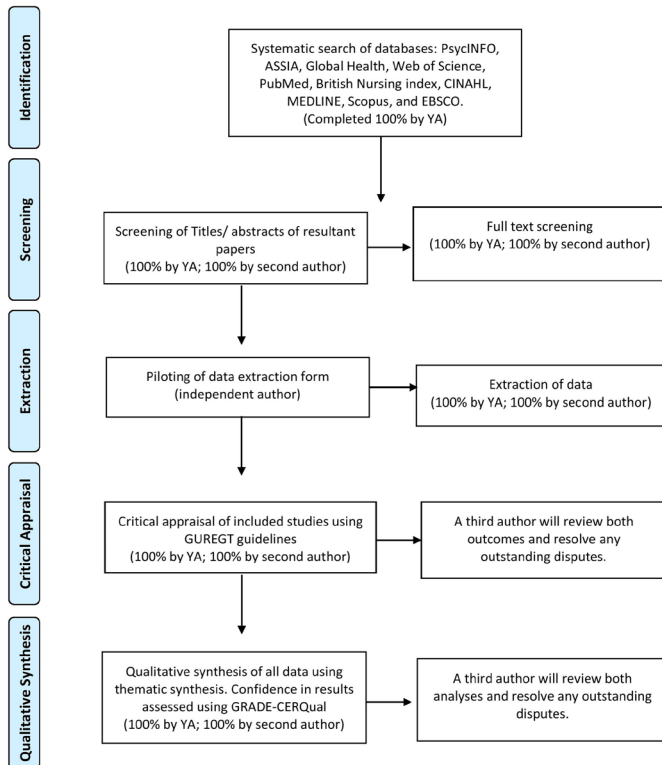 Identification
Systematic search of databases: PsycINFO,
ASSIA, Global Health, Web of Science,
PubMed, British Nursing index, CINAHL,
MEDLINE, Scopus, and EBSCO.
(Completed 100% by YA)
Screening
Screening of Titles/ abstracts of resultant
papers
(100% by YA; 100% by second author)
Full text screening
(100% by YA; 100% by second author)
Extraction
Piloting of data extraction form
(independent author)
Extraction of data
(100% by YA; 100% by second author)
Critical Appraisal
Critical appraisal of included studies using
GUREGT guidelines
(100% by YA; 100% by second author)
A third author will review both
outcomes and resolve any
outstanding disputes.
Qualitative Synthesis
Qualitative synthesis of all data using
thematic synthesis. Confidence in results
assessed using GRADE-CERQual
(100% by YA; 100% by second author)
A third author will review both
analyses and resolve any outstanding
disputes.